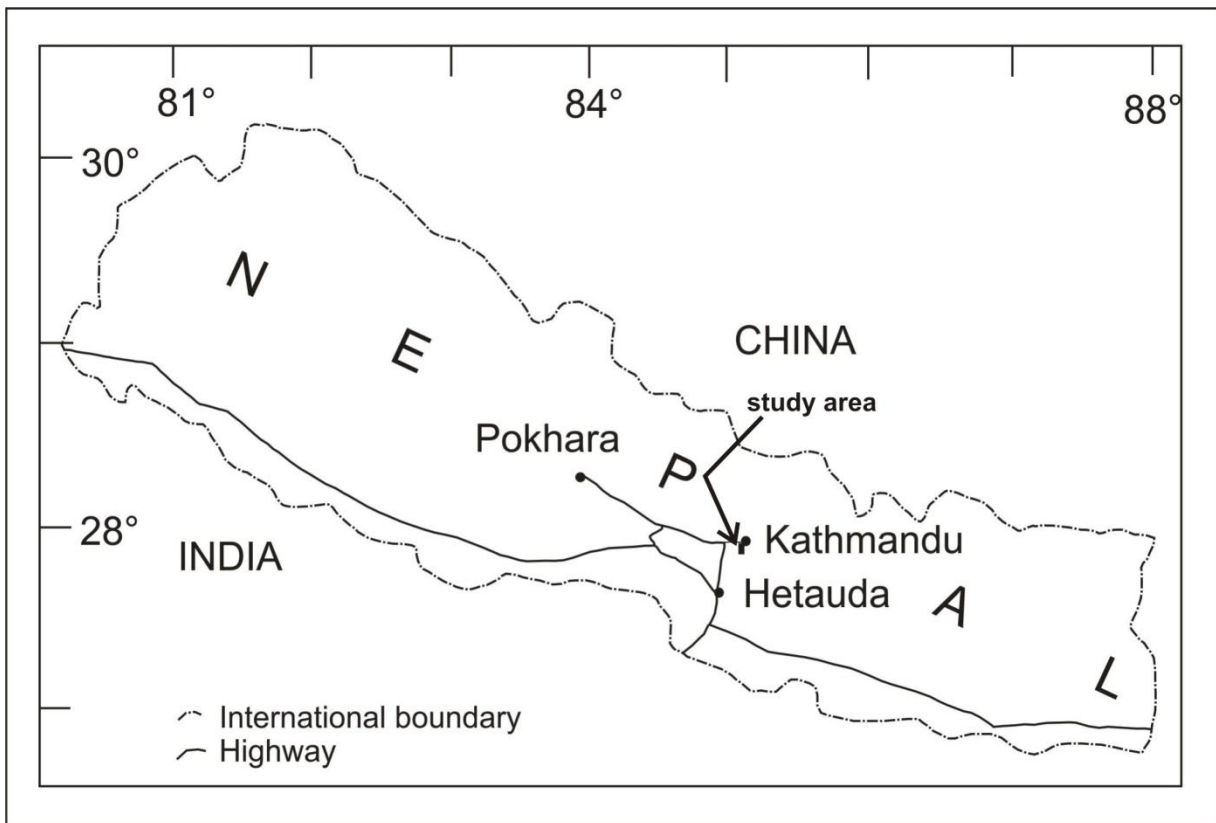 81° 84° 88°
30°
N
E
CHINA
study area
Pokhara
P
28°
Kathmandu
INDIA
Hetauda
A
L
International boundary
Highway